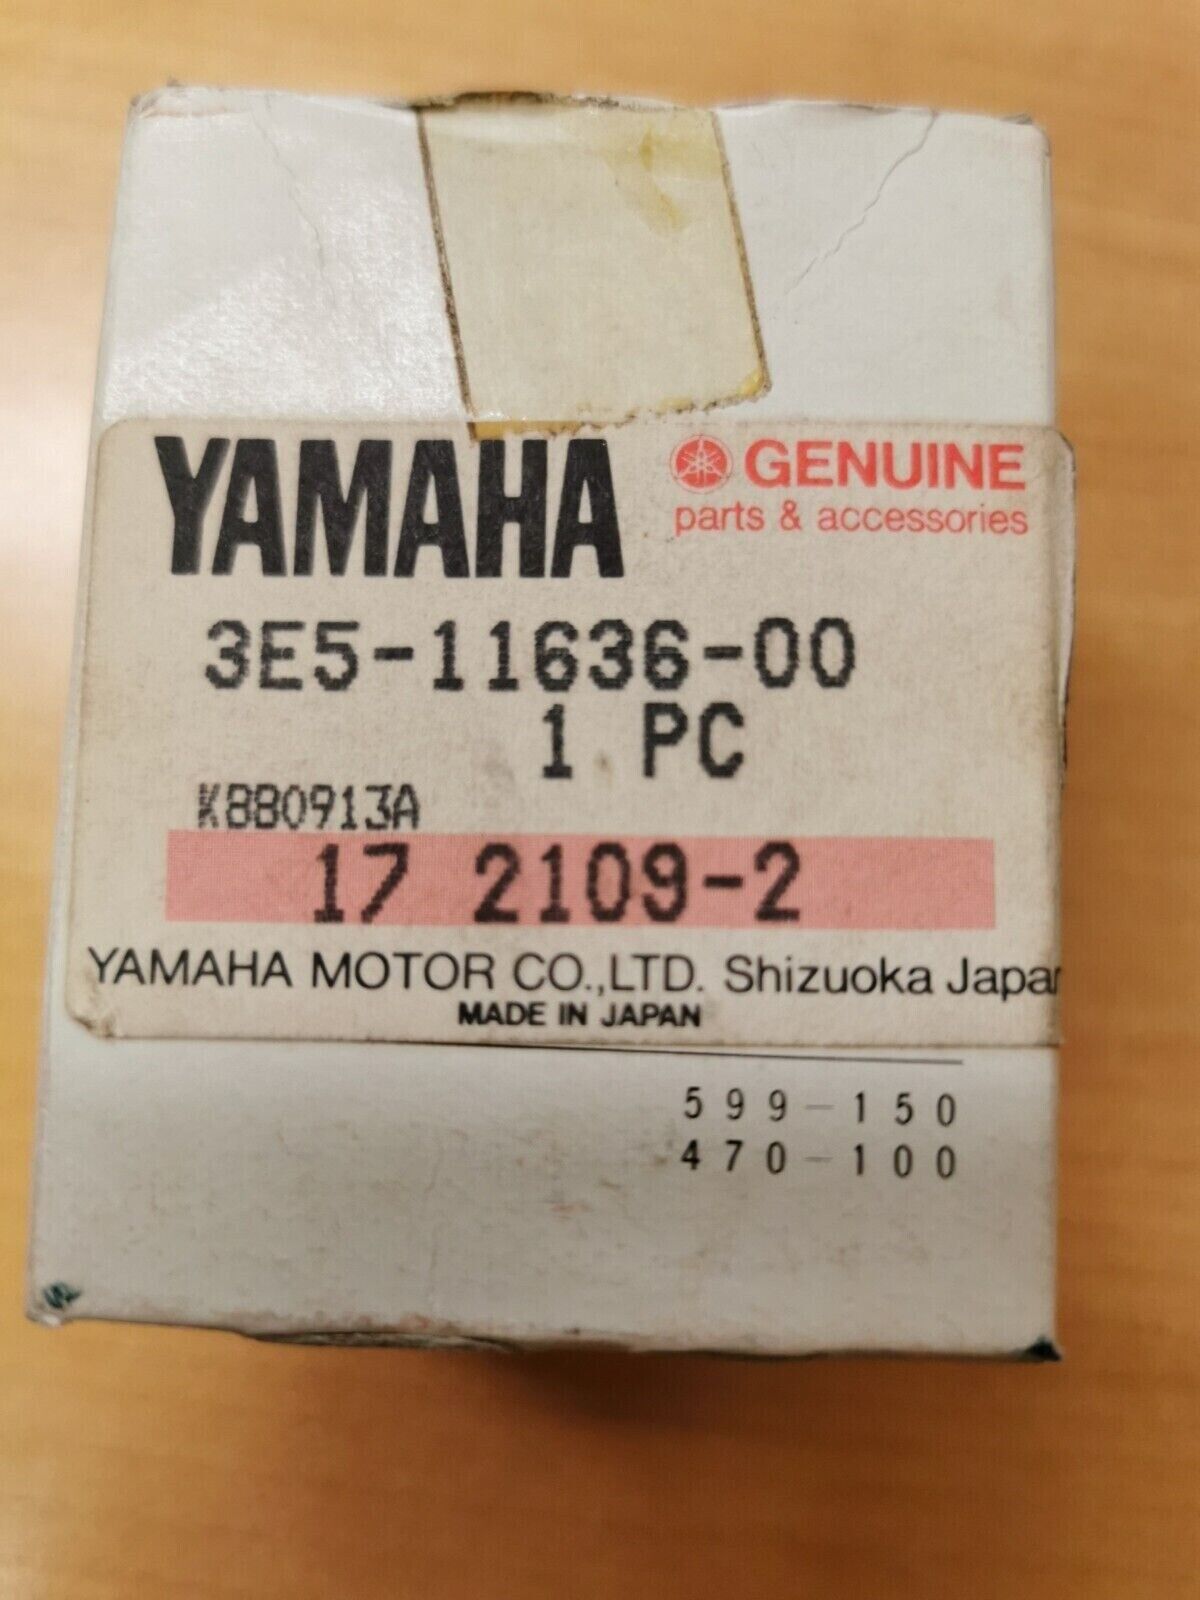 YAMAHA
GENUINE
parts & accessories
3E5-11636-00
1 PC
K880913A
17 2109-2
YAMAHA MOTOR CO.,LTD. Shizuoka Japan
MADE IN JAPAN
599-150
470-100